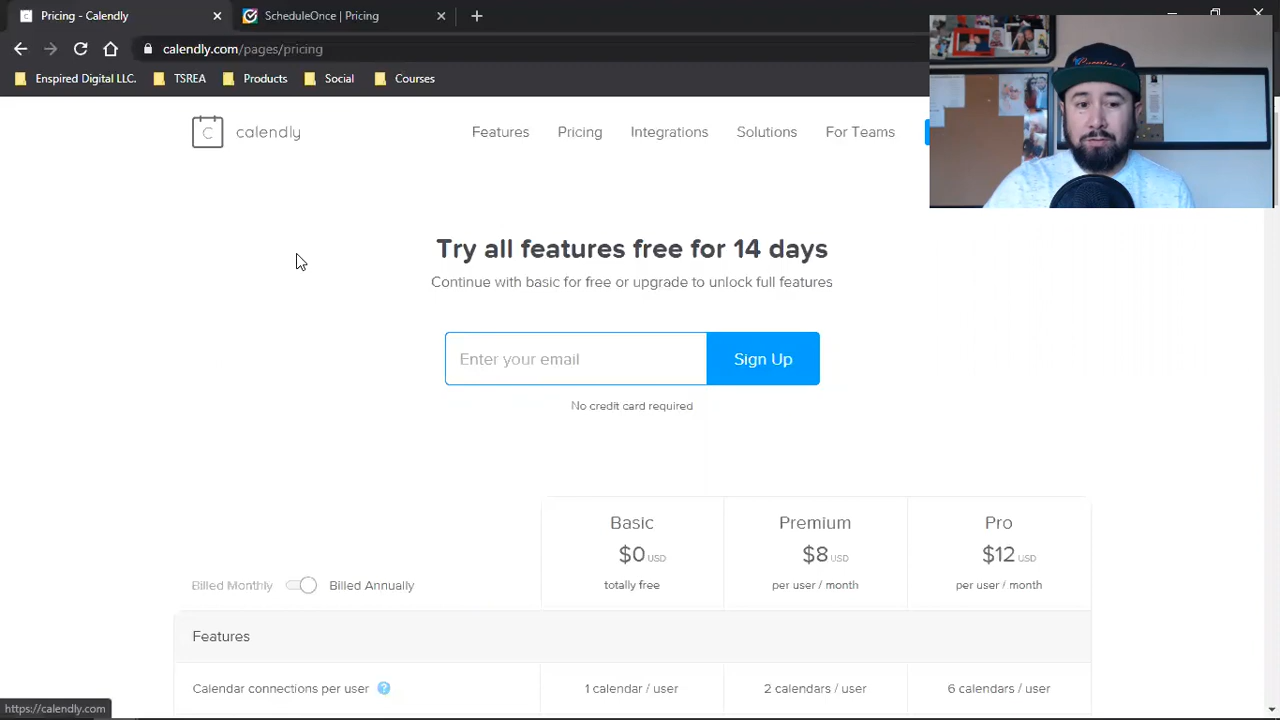 Pricing - Calendly
ScheduleOnce | Pricing
calendly.com/pages/pricing
Enspired Digital LLC.
TSREA
Products
Social
Contacts
calendly
Features
Pricing
Integrations
Solutions
For Teams
Try all features free for 14 days
Continue with basic for free or upgrade to unlock full features
Enter your email
Sign Up
No credit card required
Basic
Premium
Pro
$0 USD
$8 USD
$12 USD
Billed Monthly
Billed Annually
totally free
per user / month
per user / month
Features
Calendar connections per user ?
1 calendar / user
2 calendars / user
6 calendars / user
https://calendly.com